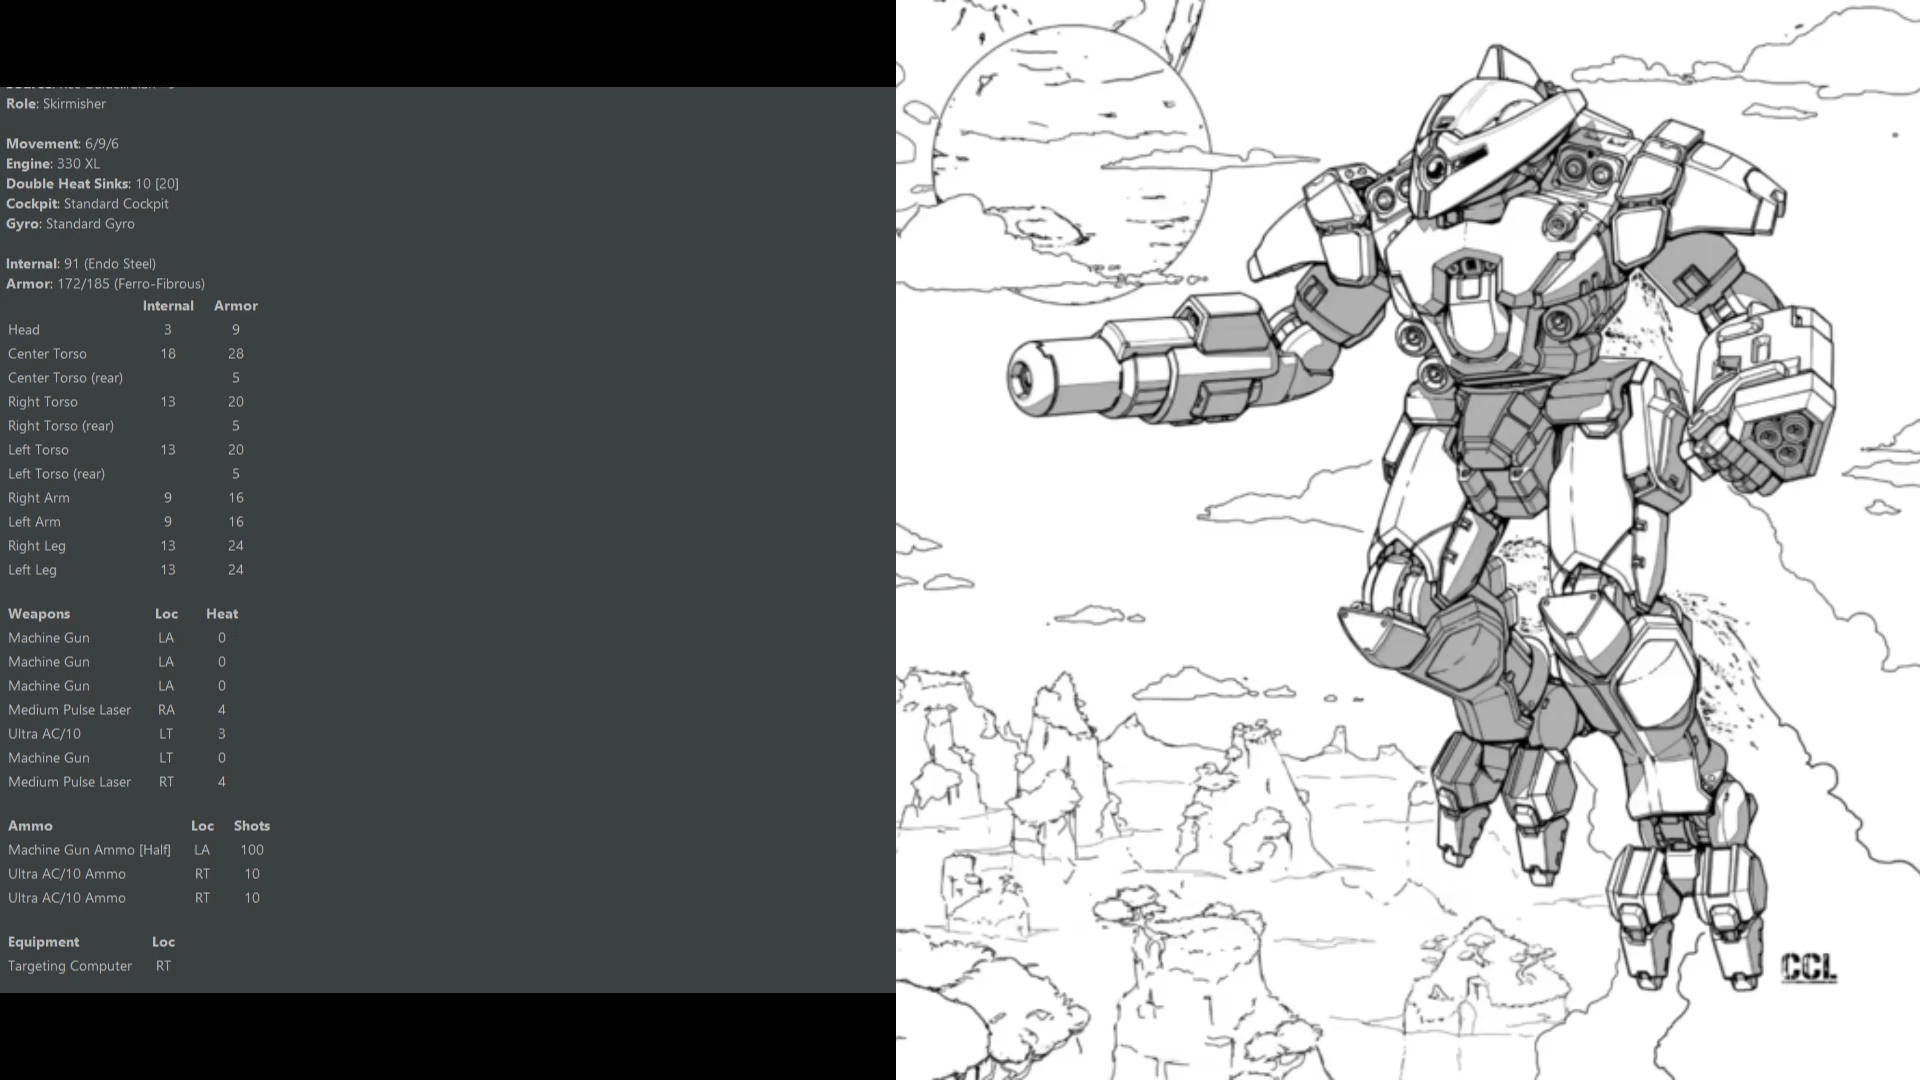 Role: Skirmisher
Movement: 6/9/6
Engine: 330 XL
Double Heat Sinks: 10 [20]
Cockpit: Standard Cockpit
Gyro: Standard Gyro
Internal: 91 (Endo Steel)
Armor: 172/185 (Ferro-Fibrous)
Internal Armor
Head 3 9
Center Torso 18 28
Center Torso (rear) 5
Right Torso 13 20
Right Torso (rear) 5
Left Torso 13 20
Left Torso (rear) 5
Right Arm 9 16
Left Arm 9 16
Right Leg 13 24
Left Leg 13 24
Weapons Loc Heat
Machine Gun LA 0
Machine Gun LA 0
Machine Gun LA 0
Medium Pulse Laser RA 4
Ultra AC/10 LT 3
Machine Gun LT 0
Medium Pulse Laser RT 4
Ammo Loc Shots
Machine Gun Ammo [Half] LA 100
Ultra AC/10 Ammo RT 10
Ultra AC/10 Ammo RT 10
Equipment Loc
Targeting Computer RT
CCL